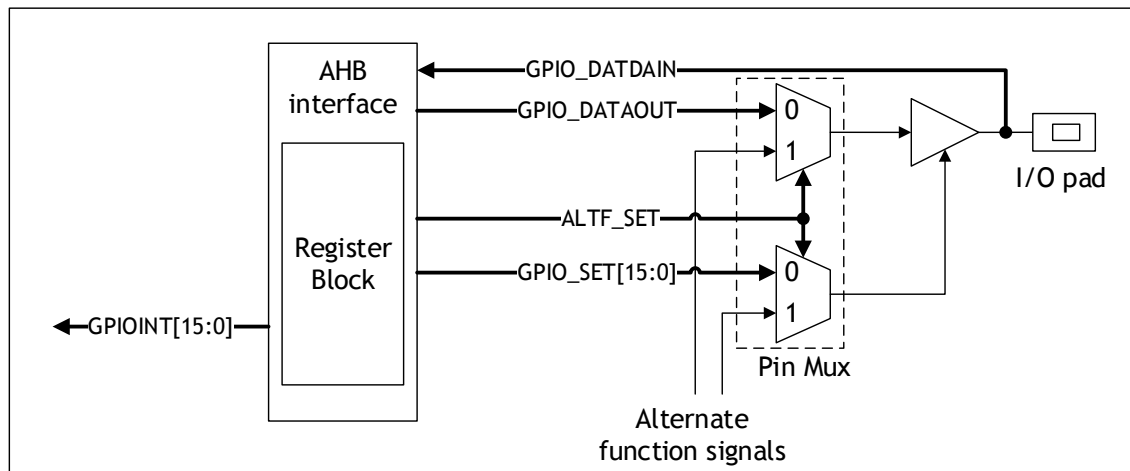 AHB
interface
GPIO_DATDAIN
GPIO_DATAOUT
0
1
I/O pad
ALTF_SET
Register
Block
GPIO_SET[15:0]
0
1
GPIOINT[15:0]
Pin Mux
Alternate
function signals